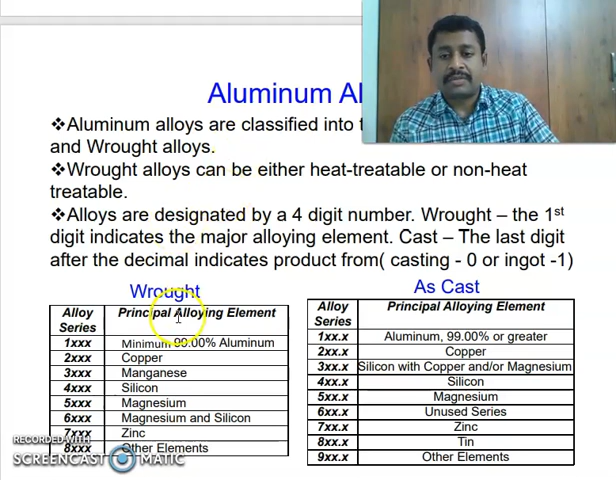 Aluminum Al
❖Aluminum alloys are classified into t
and Wrought alloys.
❖Wrought alloys can be either heat-treatable or non-heat
treatable.
❖Alloys are designated by a 4 digit number. Wrought – the 1st
digit indicates the major alloying element. Cast – The last digit
after the decimal indicates product from( casting - 0 or ingot -1)
Wrought
Alloy Series Principal Alloying Element
1xxx Minimum 99.00% Aluminum
2xxx Copper
3xxx Manganese
4xxx Silicon
5xxx Magnesium
6xxx Magnesium and Silicon
7xxx Zinc
8xxx Other Elements
As Cast
Alloy Series Principal Alloying Element
1xx.x Aluminum, 99.00% or greater
2xx.x Copper
3xx.x Silicon with Copper and/or Magnesium
4xx.x Silicon
5xx.x Magnesium
6xx.x Unused Series
7xx.x Zinc
8xx.x Tin
9xx.x Other Elements
RECORDED WITH
SCREENCAST MATIC